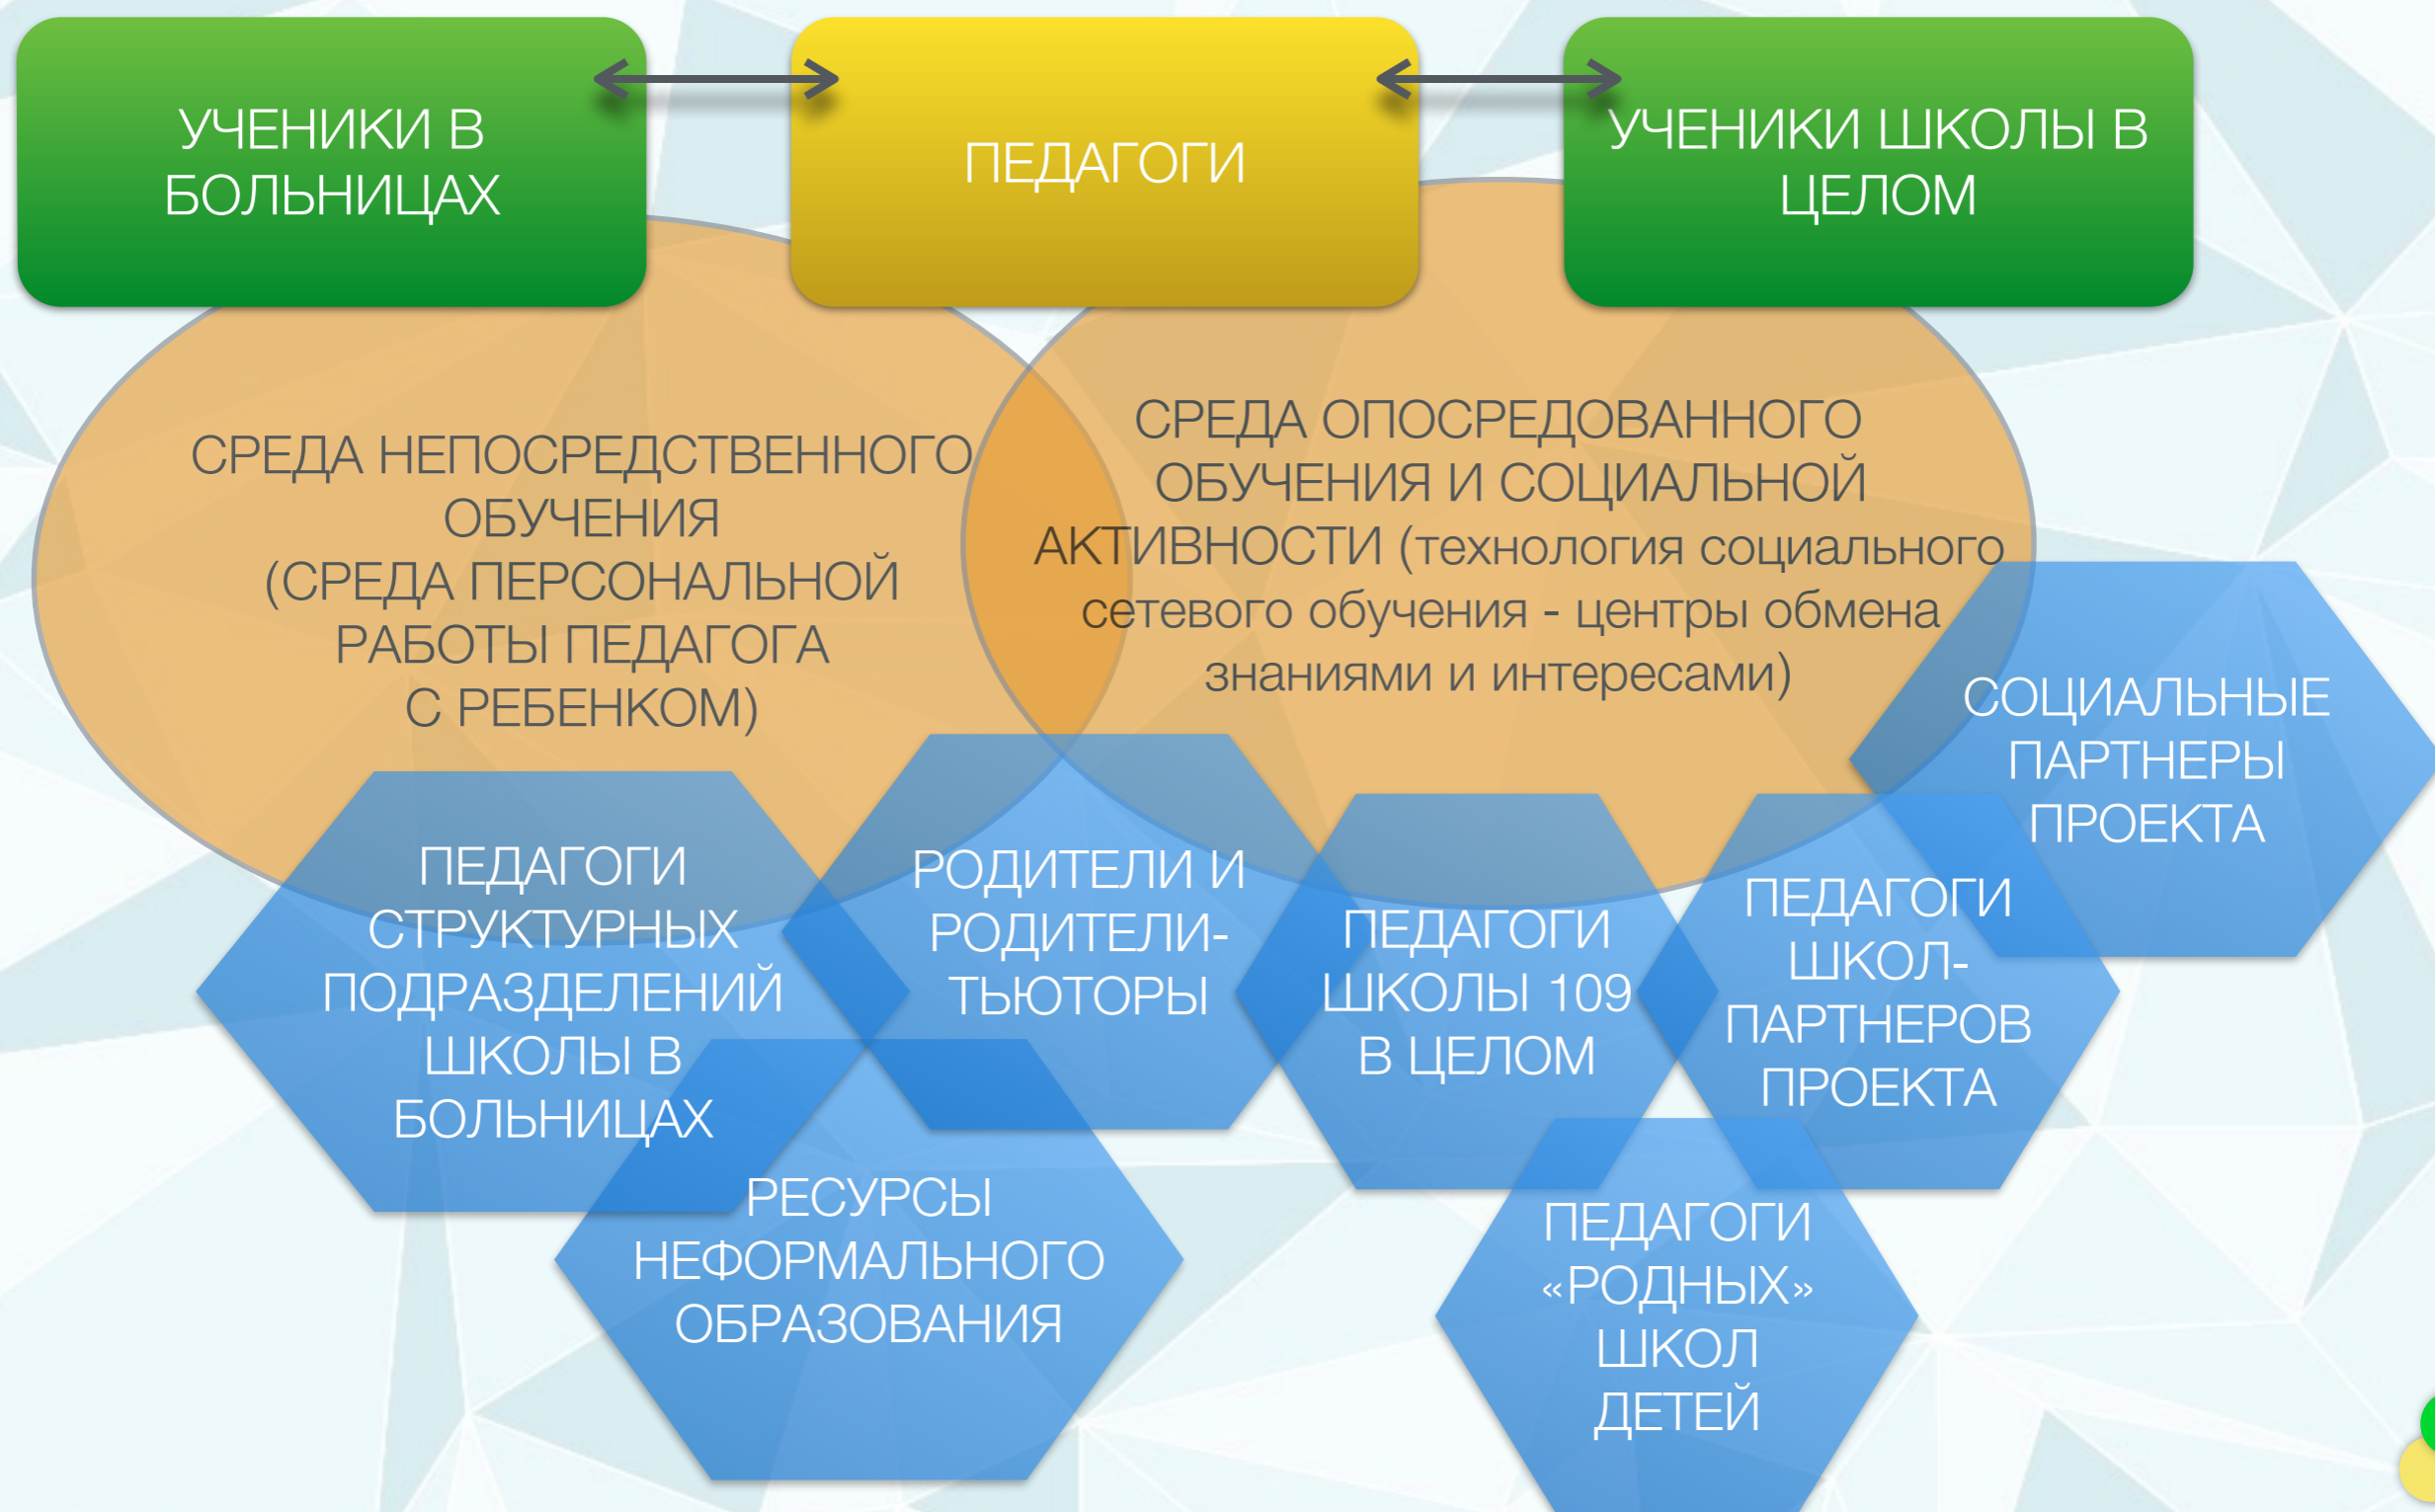 УЧЕНИКИ В
БОЛЬНИЦАХ
ПЕДАГОГИ
УЧЕНИКИ ШКОЛЫ В
ЦЕЛОМ
СРЕДА НЕПОСРЕДСТВЕННОГО
ОБУЧЕНИЯ
(СРЕДА ПЕРСОНАЛЬНОЙ
РАБОТЫ ПЕДАГОГА
С РЕБЕНКОМ)
СРЕДА ОПОСРЕДОВАННОГО
ОБУЧЕНИЯ И СОЦИАЛЬНОЙ
АКТИВНОСТИ (технология социального
сетевого обучения - центры обмена
знаниями и интересами)
СОЦИАЛЬНЫЕ
ПАРТНЕРЫ
ПРОЕКТА
ПЕДАГОГИ
СТРУКТУРНЫХ
ПОДРАЗДЕЛЕНИЙ
ШКОЛЫ В
БОЛЬНИЦАХ
РОДИТЕЛИ И
РОДИТЕЛИ-
ТЬЮТОРЫ
ПЕДАГОГИ
ШКОЛЫ 109
В ЦЕЛОМ
ПЕДАГОГИ
ШКОЛ-
ПАРТНЕРОВ
ПРОЕКТА
РЕСУРСЫ
НЕФОРМАЛЬНОГО
ОБРАЗОВАНИЯ
ПЕДАГОГИ
«РОДНЫХ»
ШКОЛ
ДЕТЕЙ